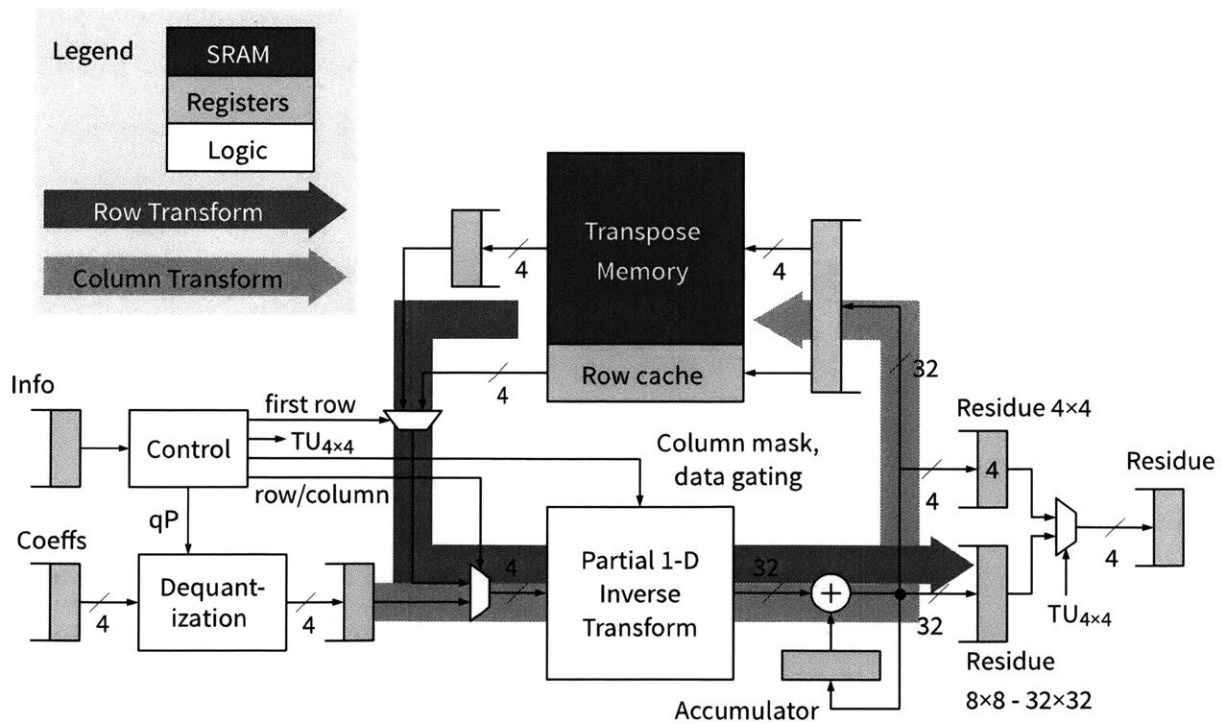 Legend
SRAM
Registers
Logic
Row Transform
Column Transform
Transpose
Memory
4
4
Row cache
4
32
Info
Control
first row
TU4×4
row/column
qP
Column mask,
data gating
Residue 4×4
4
4
Residue
Coeffs
4
Dequant-
ization
4
4
Partial 1-D
Inverse
Transform
32
+
32
4
TU4×4
Accumulator
Residue
8×8 - 32×32